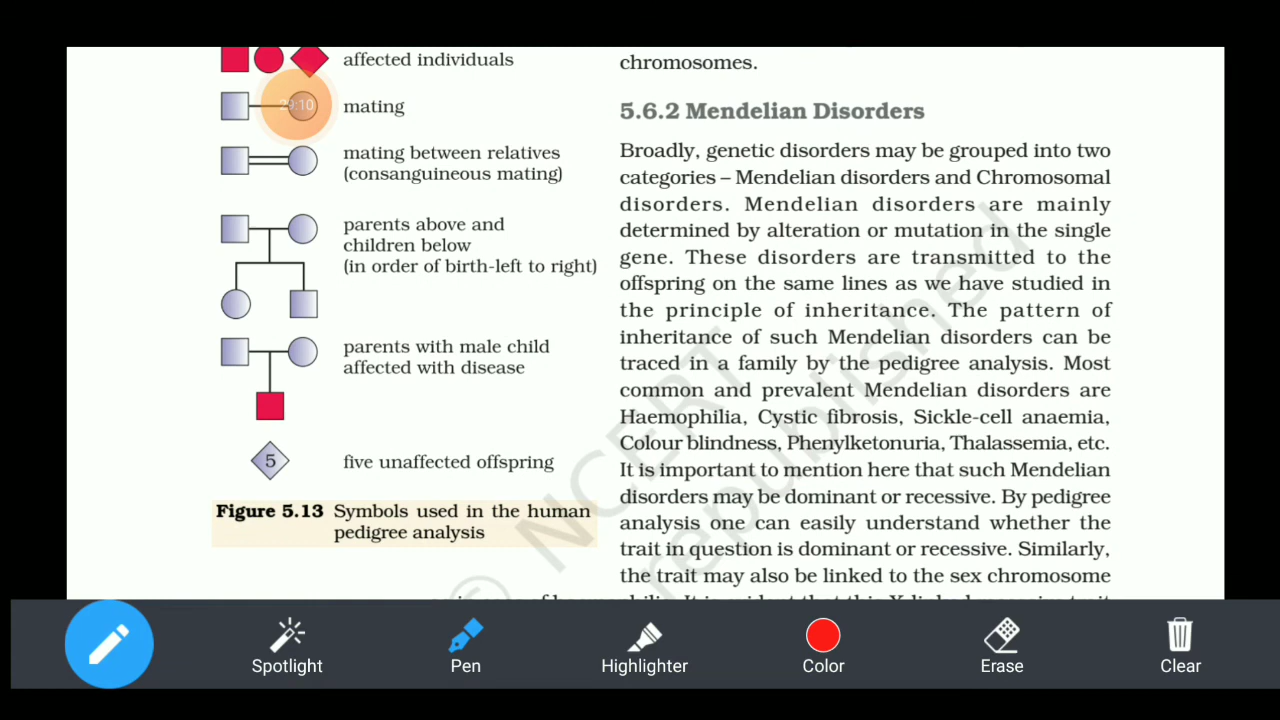 affected individuals
29:10
mating
mating between relatives
(consanguineous mating)
parents above and
children below
(in order of birth-left to right)
parents with male child
affected with disease
5
five unaffected offspring
Figure 5.13 Symbols used in the human
pedigree analysis
chromosomes.
5.6.2 Mendelian Disorders
Broadly, genetic disorders may be grouped into two
categories – Mendelian disorders and Chromosomal
disorders. Mendelian disorders are mainly
determined by alteration or mutation in the single
gene. These disorders are transmitted to the
offspring on the same lines as we have studied in
the principle of inheritance. The pattern of
inheritance of such Mendelian disorders can be
traced in a family by the pedigree analysis. Most
common and prevalent Mendelian disorders are
Haemophilia, Cystic fibrosis, Sickle-cell anaemia,
Colour blindness, Phenylketonuria, Thalassemia, etc.
It is important to mention here that such Mendelian
disorders may be dominant or recessive. By pedigree
analysis one can easily understand whether the
trait in question is dominant or recessive. Similarly,
the trait may also be linked to the sex chromosome
© NCERT
republished
Spotlight
Pen
Highlighter
Color
Erase
Clear